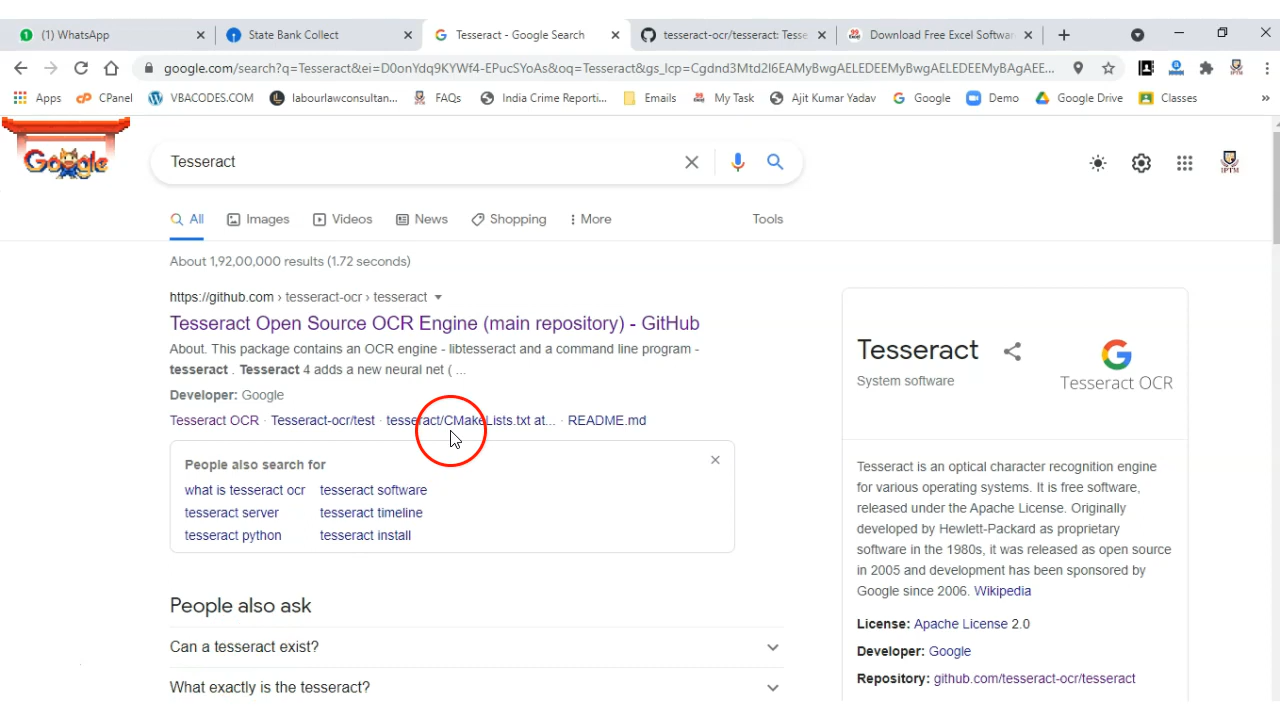 (1) WhatsApp
State Bank Collect
Tesseract - Google Search
tesseract-ocr/tesseract: Tesse
Download Free Excel Softwar
google.com/search?q=Tesseract&ei=D0onYdq9KYWf4-EPucSYoAs&oq=Tesseract&gs_lcp=Cgdnd3Mtd2l6EAMyBwgAELEDEEMyBwgAELEDEEMyBAgAEE...
Apps
CPanel
VBACODES.COM
labourlawconsultan...
FAQs
India Crime Reporti...
Emails
My Task
Ajit Kumar Yadav
Google
Demo
Google Drive
Classes
»
Google
Tesseract
IPTM
All
Images
Videos
News
Shopping
More
Tools
About 1,92,00,000 results (1.72 seconds)
https://github.com › tesseract-ocr › tesseract
Tesseract Open Source OCR Engine (main repository) - GitHub
About. This package contains an OCR engine - libtesseract and a command line program -
tesseract . Tesseract 4 adds a new neural net ( ...
Developer: Google
Tesseract OCR · Tesseract-ocr/test · tesseract/CMakeLists.txt at... · README.md
People also search for
what is tesseract ocr
tesseract software
tesseract server
tesseract timeline
tesseract python
tesseract install
People also ask
Can a tesseract exist?
What exactly is the tesseract?
Tesseract
System software
Tesseract OCR
Tesseract is an optical character recognition engine
for various operating systems. It is free software,
released under the Apache License. Originally
developed by Hewlett-Packard as proprietary
software in the 1980s, it was released as open source
in 2005 and development has been sponsored by
Google since 2006. Wikipedia
License: Apache License 2.0
Developer: Google
Repository: github.com/tesseract-ocr/tesseract